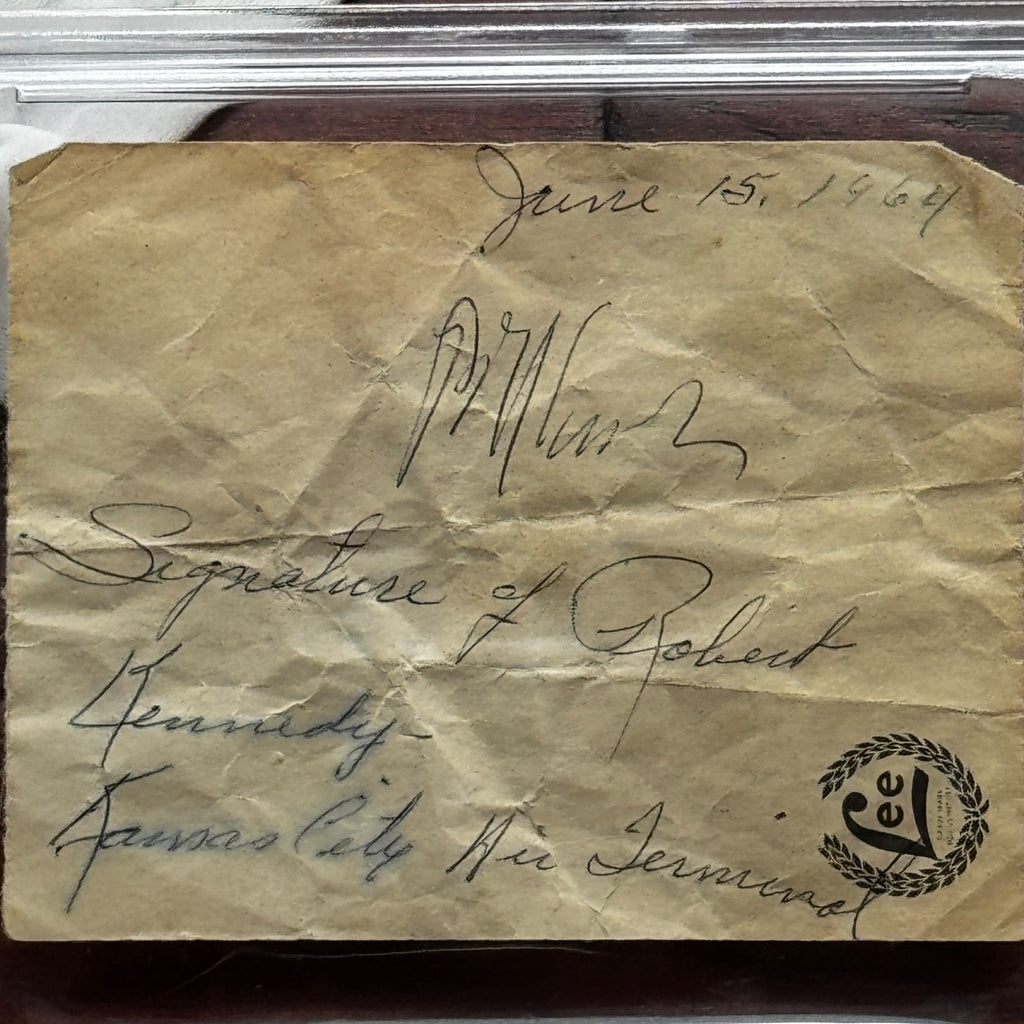 June 15. 1964
Signature of Robert
Kennedy
Kansas City Air Terminal
Lee